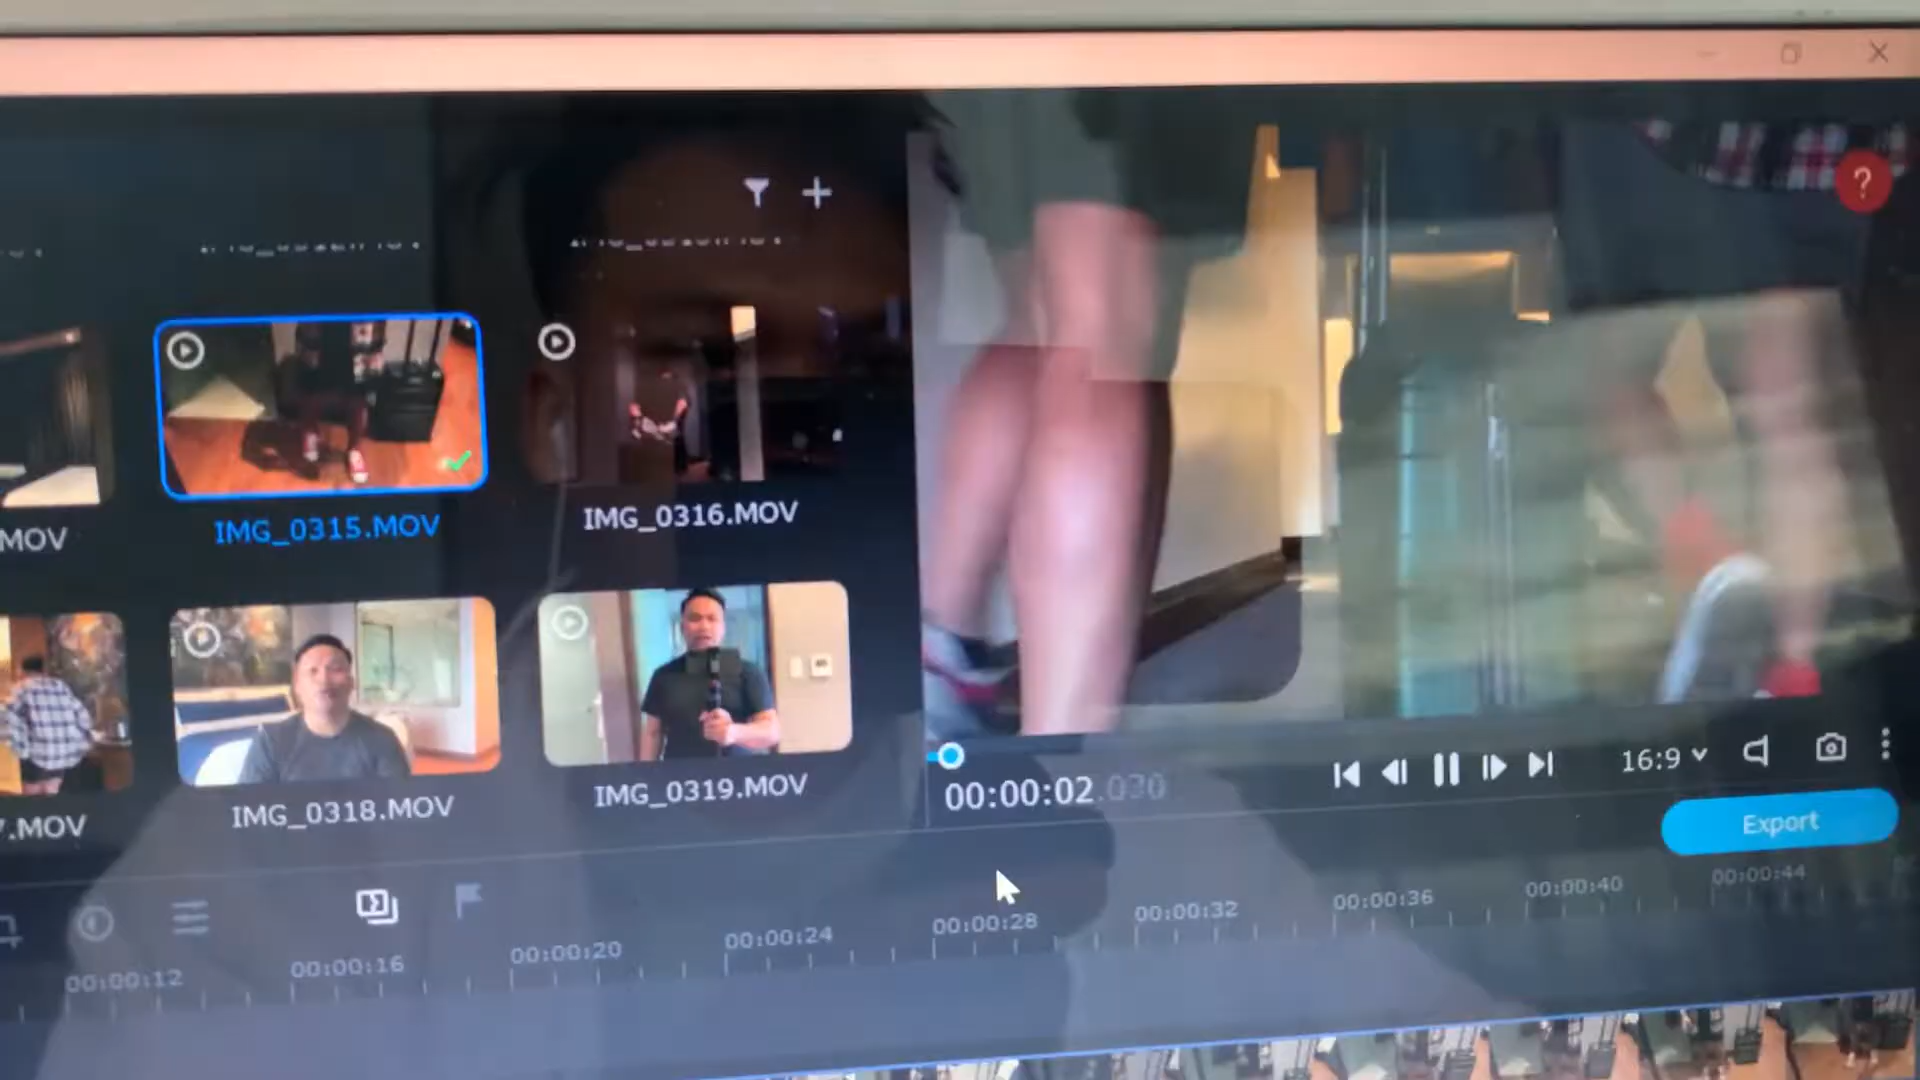 ?
MOV
IMG_0315.MOV
IMG_0316.MOV
7.MOV
IMG_0318.MOV
IMG_0319.MOV
00:00:02.030
16:9
Export
00:00:12
00:00:16
00:00:20
00:00:24
00:00:28
00:00:32
00:00:36
00:00:40
00:00:44